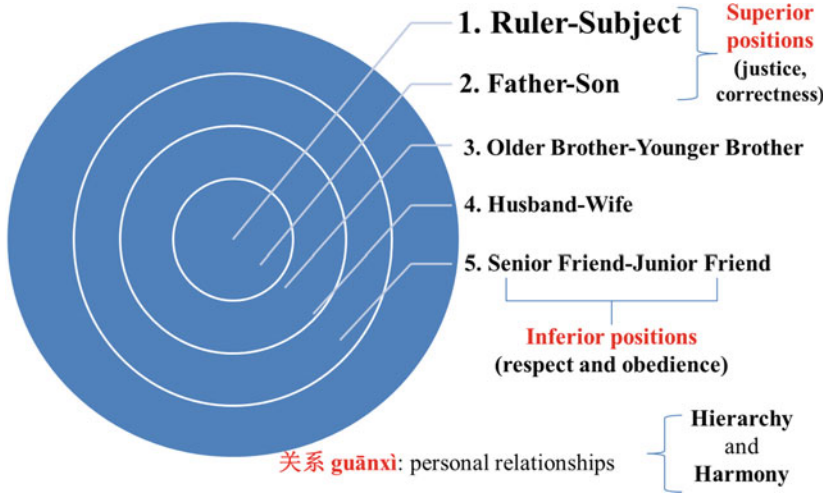 1. Ruler-Subject
2. Father-Son
3. Older Brother-Younger Brother
4. Husband-Wife
5. Senior Friend-Junior Friend
Superior
positions
(justice,
correctness)
Inferior positions
(respect and obedience)
关系 guānxì: personal relationships
Hierarchy
and
Harmony